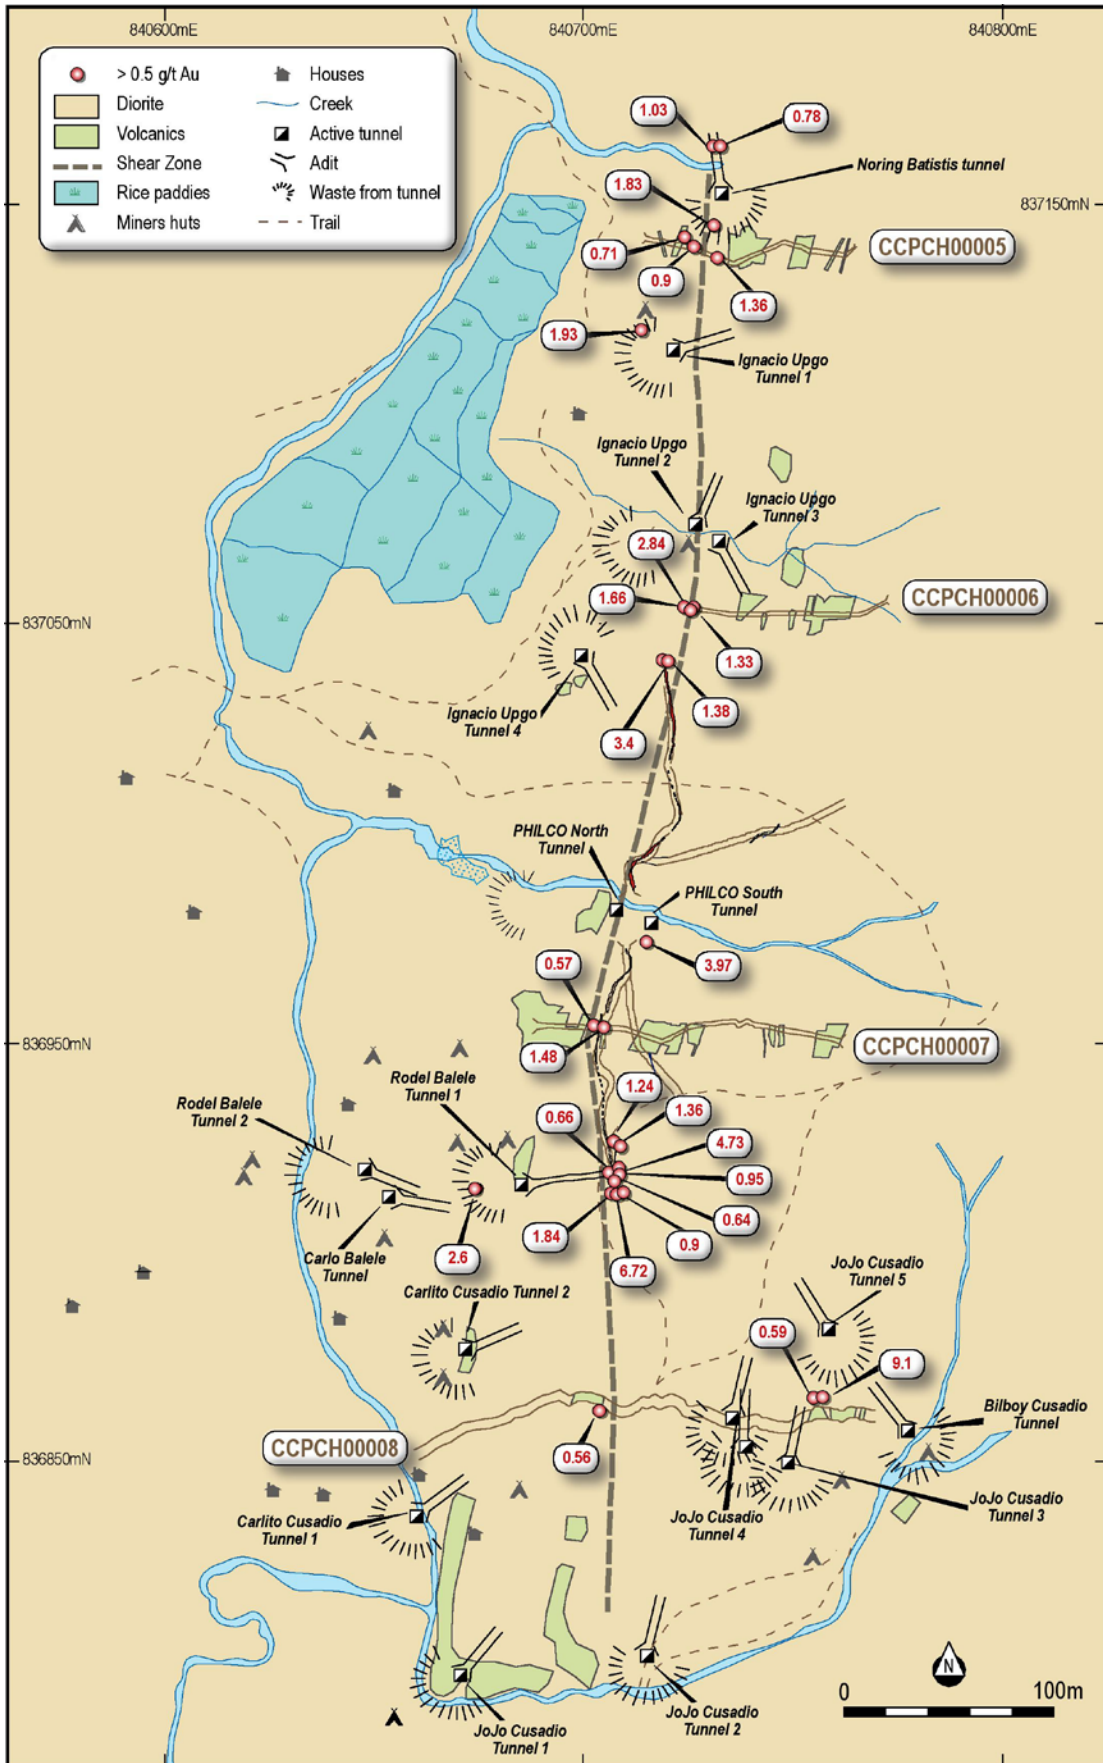 840600mE
840700mE
840800mE
> 0.5 g/t Au
Houses
Diorite
Creek
Volcanics
Active tunnel
Shear Zone
Adit
Rice paddies
Waste from tunnel
Miners huts
Trail
1.03
0.78
Noring Batistis tunnel
1.83
837150mN
0.71
CCPCH00005
0.9
1.36
1.93
Ignacio Upgo
Tunnel 1
Ignacio Upgo
Tunnel 2
Ignacio Upgo
Tunnel 3
2.84
1.66
CCPCH00006
837050mN
1.33
Ignacio Upgo
Tunnel 4
1.38
3.4
PHILCO North
Tunnel
PHILCO South
Tunnel
0.57
3.97
836950mN
CCPCH00007
1.48
Rodel Balele
Tunnel 1
1.24
Rodel Balele
Tunnel 2
0.66
1.36
4.73
0.95
0.64
1.84
0.9
Carlo Balele
Tunnel
2.6
6.72
Carlito Cusadio Tunnel 2
JoJo Cusadio
Tunnel 5
0.59
9.1
Bilboy Cusadio
Tunnel
CCPCH00008
836850mN
0.56
JoJo Cusadio
Tunnel 3
JoJo Cusadio
Tunnel 4
Carlito Cusadio
Tunnel 1
N
0
100m
JoJo Cusadio
Tunnel 2
JoJo Cusadio
Tunnel 1